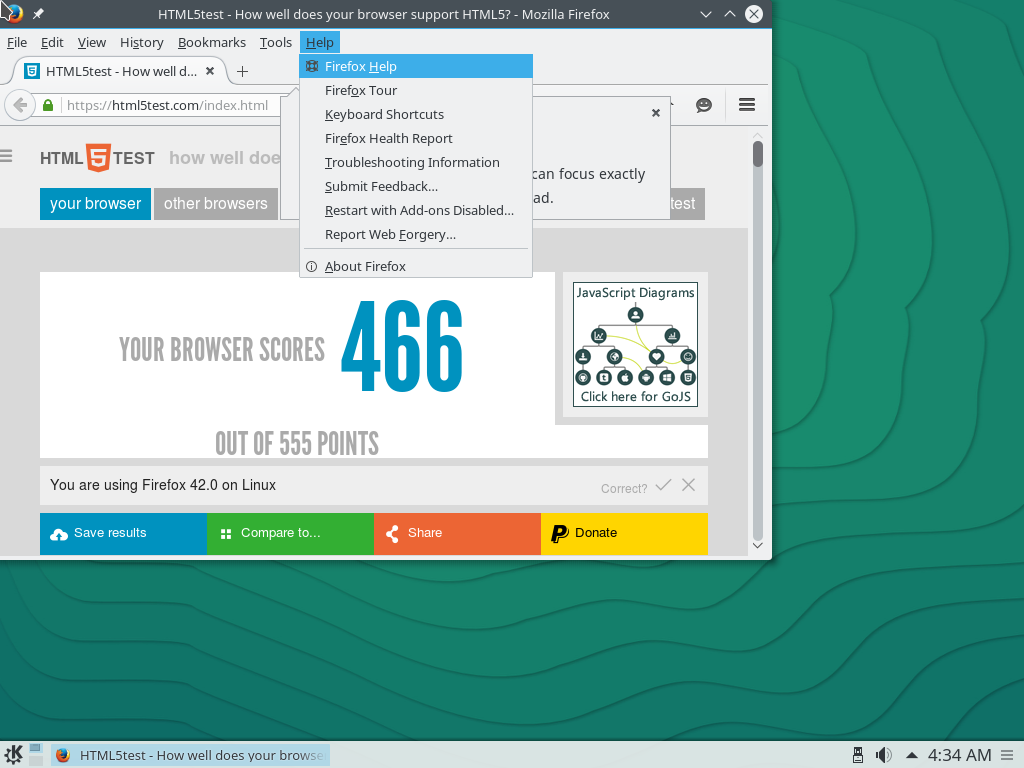 HTML5test - How well does your browser support HTML5? - Mozilla Firefox
File Edit View History Bookmarks Tools Help
HTML5test - How well d...
https://html5test.com/index.html
Firefox Help
Firefox Tour
Keyboard Shortcuts
Firefox Health Report
Troubleshooting Information
Submit Feedback...
Restart with Add-ons Disabled...
Report Web Forgery...
About Firefox
can focus exactly
ad.
HTML5TEST how well doe
your browser other browsers test
YOUR BROWSER SCORES 466
OUT OF 555 POINTS
JavaScript Diagrams
Click here for GoJS
You are using Firefox 42.0 on Linux Correct?
Save results Compare to... Share Donate
HTML5test - How well does your browse
4:34 AM